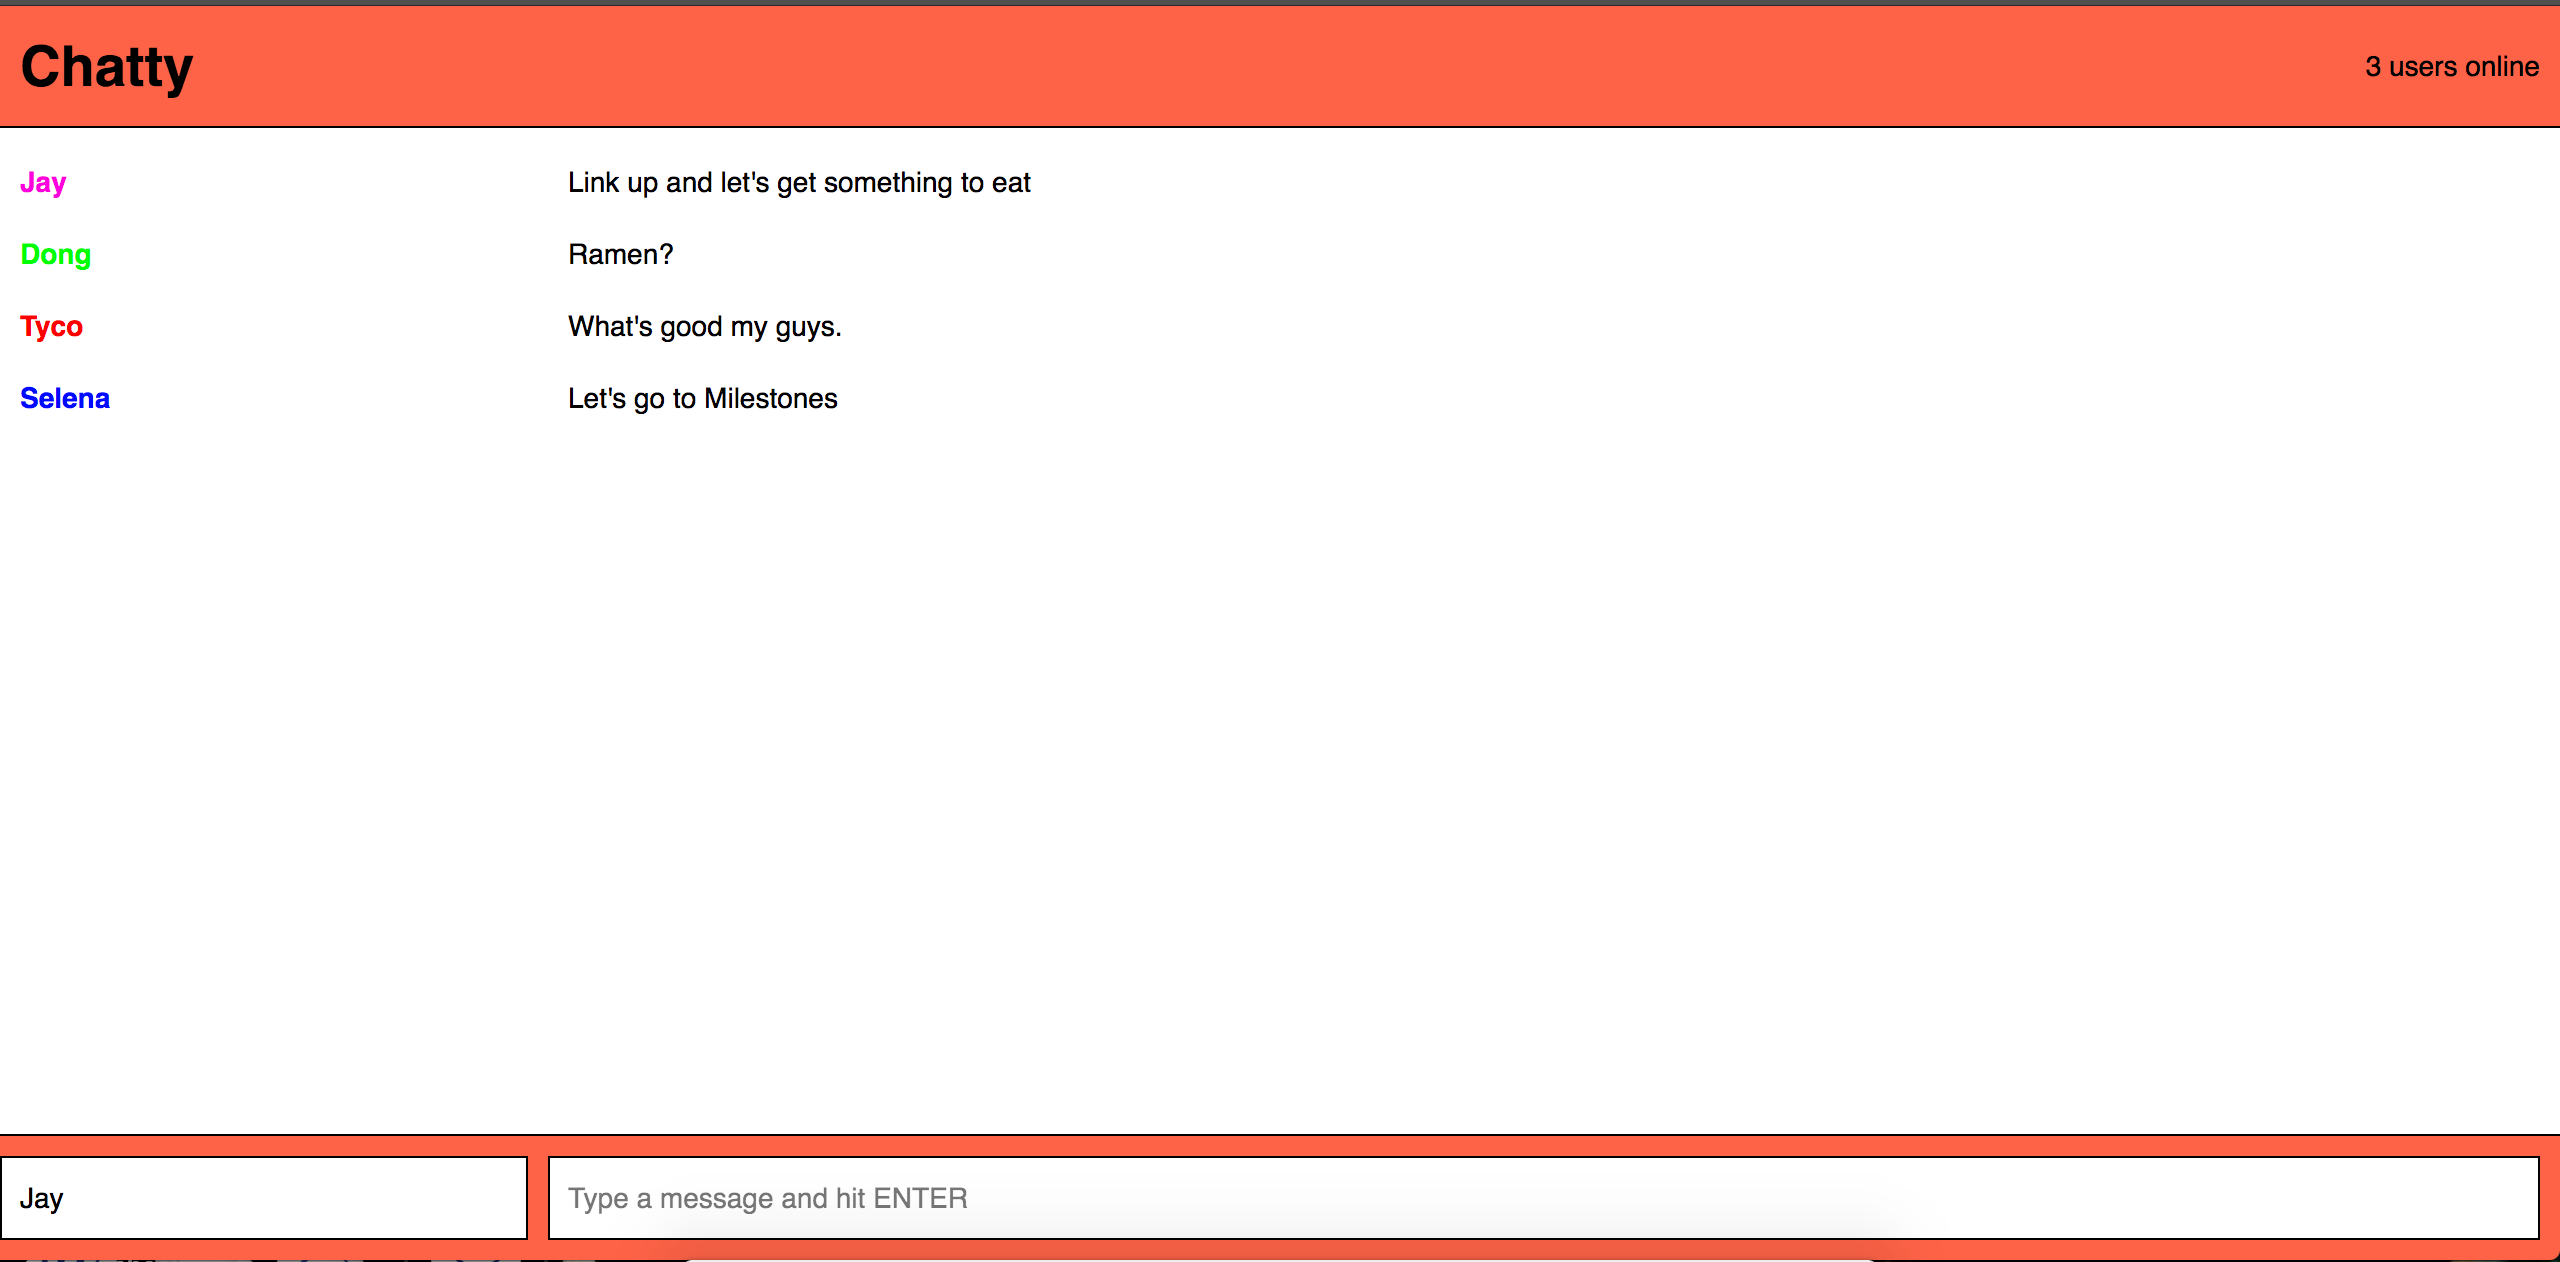 Chatty
3 users online
Jay Link up and let's get something to eat
Dong Ramen?
Tyco What's good my guys.
Selena Let's go to Milestones
Jay
Type a message and hit ENTER